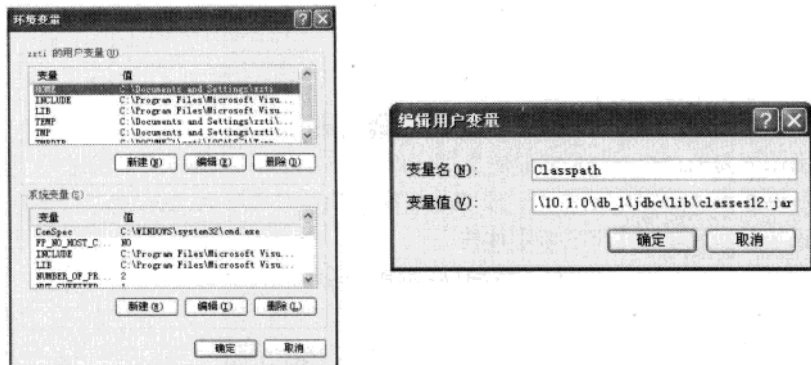 环境变量
zzti 的用户变量(U)
变量 值
HOME C:\Documents and Settings\zzti
INCLUDE C:\Program Files\Microsoft Visu...
LIB C:\Program Files\Microsoft Visu...
TEMP C:\Documents and Settings\zzti\...
TMP C:\Documents and Settings\zzti\...
新建(N) 编辑(E) 删除(D)
系统变量(S)
变量 值
ComSpec C:\WINDOWS\system32\cmd.exe
FP_NO_HOST_C... NO
INCLUDE C:\Program Files\Microsoft Visu...
LIB C:\Program Files\Microsoft Visu...
NUMBER_OF_PR... 2
新建(W) 编辑(I) 删除(L)
确定 取消
编辑用户变量
变量名(N): Classpath
变量值(V): .\10.1.0\db_1\jdbc\lib\classes12.jar
确定 取消